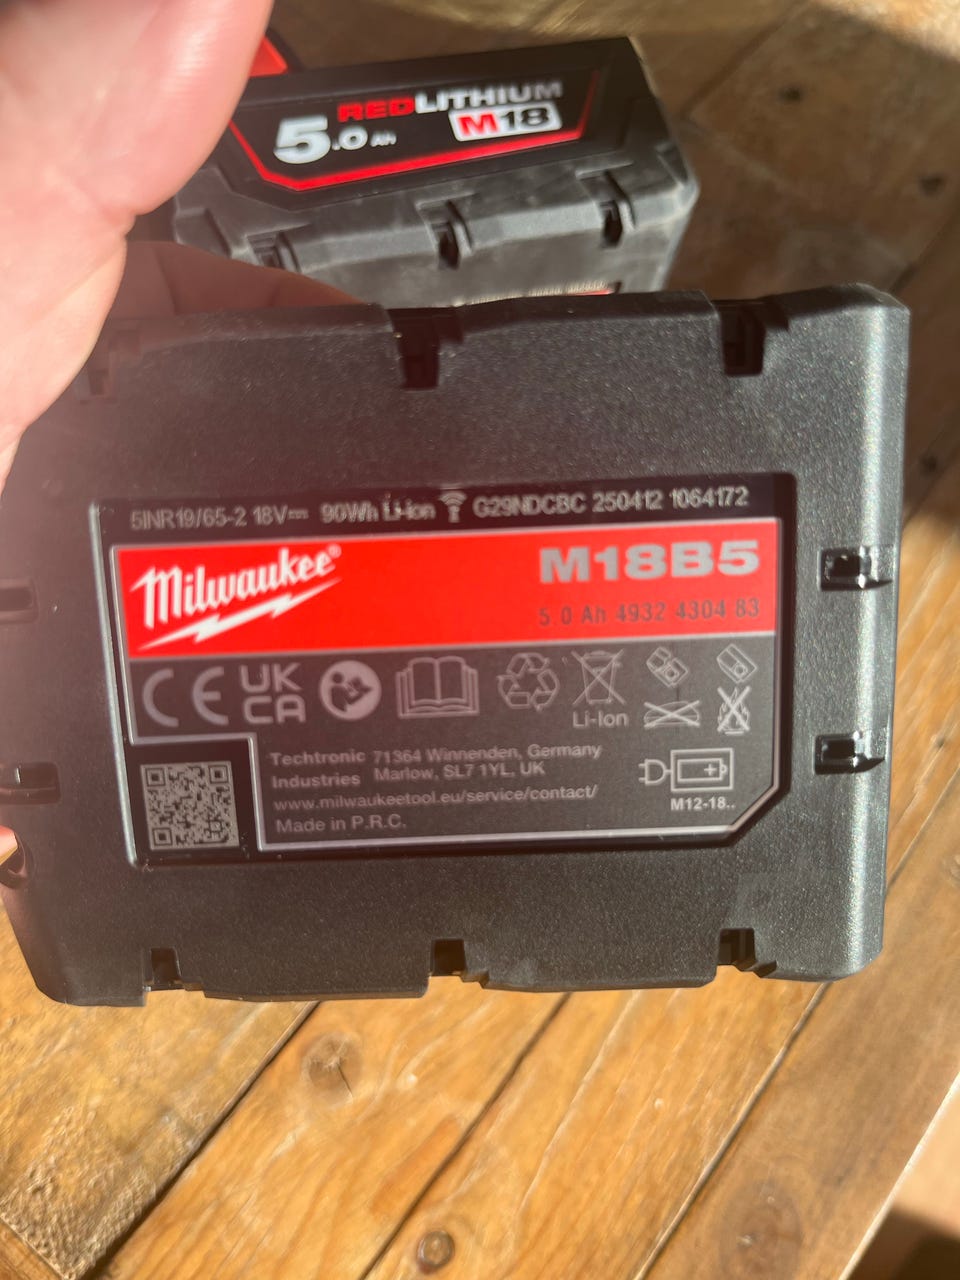 REDLITHIUM
5.0 AH M18
5INR19/65-2 18V⎓ 90Wh Li-Ion G29NDCBC 250412 1064172
Milwaukee®
M18B5
5.0 Ah 4932 4304 83
CE UK
CA
Li-Ion
Techtronic 71364 Winnenden, Germany
Industries Marlow, SL7 1YL, UK
www.milwaukeetool.eu/service/contact/
Made in P.R.C.
M12-18..